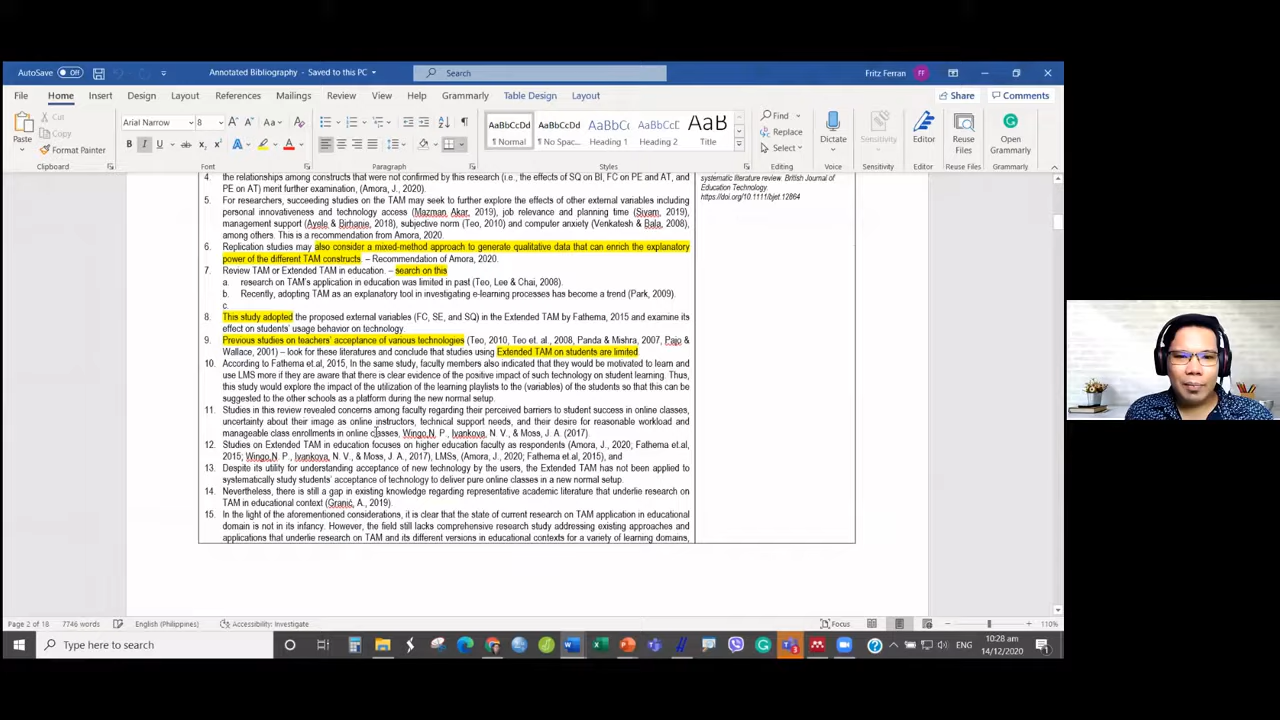 AutoSave Off Annotated Bibliography - Saved to this PC Search Fritz Ferran FF
File Home Insert Design Layout References Mailings Review View Help Grammarly Table Design Layout Share Comments
Paste Cut Copy Format Painter Arial Narrow 8 AaBbCcDd AaBbCcDd AaBbCc AaBbCcD AaB Find Replace Select Dictate Sensitivity Editor Reuse Files Open Grammarly
¶ Normal ¶ No Spac... Heading 1 Heading 2 Title
Clipboard Font Paragraph Styles Editing Voice Sensitivity Editor Reuse Files Grammarly
4. the relationships among constructs that were not confirmed by this research (i.e., the effects of SQ on BI, FC on PE and AT, and
PE on AT) merit further examination, (Amora, J., 2020).
5. For researchers, succeeding studies on the TAM may seek to further explore the effects of other external variables including
personal innovativeness and technology access (Mazman Akar, 2019), job relevance and planning time (Siyam, 2019),
management support (Ayele & Birhanie, 2018), subjective norm (Teo, 2010) and computer anxiety (Venkatesh & Bala, 2008),
among others. This is a recommendation from Amora, 2020.
6. Replication studies may also consider a mixed-method approach to generate qualitative data that can enrich the explanatory
power of the different TAM constructs. – Recommendation of Amora, 2020.
7. Review TAM or Extended TAM in education. – search on this
a. research on TAM's application in education was limited in past (Teo, Lee & Chai, 2008).
b. Recently, adopting TAM as an explanatory tool in investigating e-learning processes has become a trend (Park, 2009).
c.
8. This study adopted the proposed external variables (FC, SE, and SQ) in the Extended TAM by Fathema, 2015 and examine its
effect on students' usage behavior on technology.
9. Previous studies on teachers' acceptance of various technologies (Teo, 2010, Teo et. al., 2008, Panda & Mishra, 2007, Pajo &
Wallace, 2001) – look for these literatures and conclude that studies using Extended TAM on students are limited.
10. According to Fathema et.al, 2015, In the same study, faculty members also indicated that they would be motivated to learn and
use LMS more if they are aware that there is clear evidence of the positive impact of such technology on student learning. Thus,
this study would explore the impact of the utilization of the learning playlists to the (variables) of the students so that this can be
suggested to the other schools as a platform during the new normal setup.
11. Studies in this review revealed concerns among faculty regarding their perceived barriers to student success in online classes,
uncertainty about their image as online instructors, technical support needs, and their desire for reasonable workload and
manageable class enrollments in online classes, Wingo,N. P., Ivankova, N. V., & Moss, J. A. (2017).
12. Studies on Extended TAM in education focuses on higher education faculty as respondents (Amora, J., 2020; Fathema et.al,
2015; Wingo,N. P., Ivankova, N. V., & Moss, J. A., 2017), LMSs, (Amora, J., 2020; Fathema et.al, 2015), and
13. Despite its utility for understanding acceptance of new technology by the users, the Extended TAM has not been applied to
systematically study students' acceptance of technology to deliver pure online classes in a new normal setup.
14. Nevertheless, there is still a gap in existing knowledge regarding representative academic literature that underlie research on
TAM in educational context (Granić, A., 2019).
15. In the light of the aforementioned considerations, it is clear that the state of current research on TAM application in educational
domain is not in its infancy. However, the field still lacks comprehensive research study addressing existing approaches and
applications that underlie research on TAM and its different versions in educational contexts for a variety of learning domains,
systematic literature review. British Journal of
Education Technology.
https://doi.org/10.1111/bjet.12864
Page 2 of 18 7746 words English (Philippines) Accessibility: Investigate Focus 110%
Type here to search ENG 10:28 am
14/12/2020